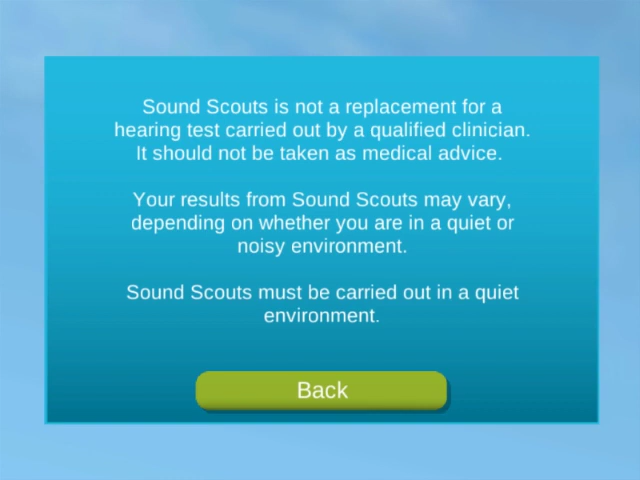 Sound Scouts is not a replacement for a
hearing test carried out by a qualified clinician.
It should not be taken as medical advice.
Your results from Sound Scouts may vary,
depending on whether you are in a quiet or
noisy environment.
Sound Scouts must be carried out in a quiet
environment.
Back